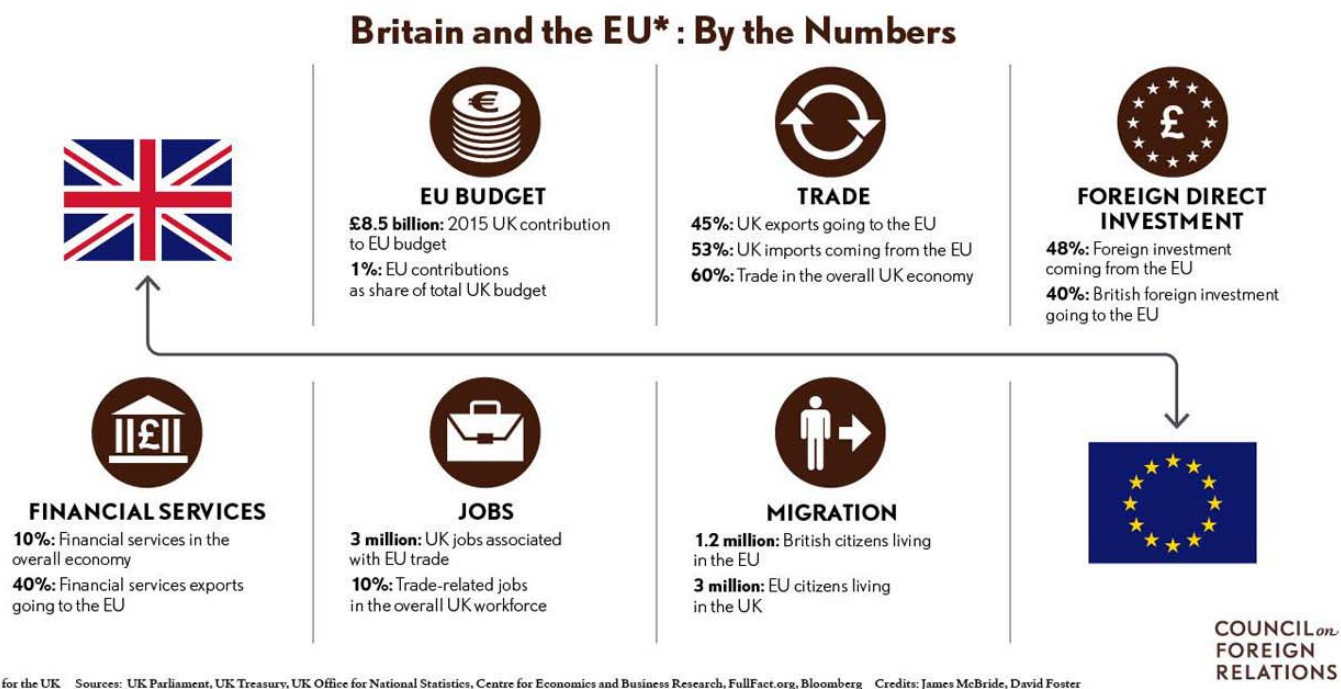 Britain and the EU* : By the Numbers
€
EU BUDGET
£8.5 billion: 2015 UK contribution
to EU budget
1%: EU contributions
as share of total UK budget
TRADE
45%: UK exports going to the EU
53%: UK imports coming from the EU
60%: Trade in the overall UK economy
£
FOREIGN DIRECT
INVESTMENT
48%: Foreign investment
coming from the EU
40%: British foreign investment
going to the EU
£
FINANCIAL SERVICES
10%: Financial services in the
overall economy
40%: Financial services exports
going to the EU
JOBS
3 million: UK jobs associated
with EU trade
10%: Trade-related jobs
in the overall UK workforce
MIGRATION
1.2 million: British citizens living
in the EU
3 million: EU citizens living
in the UK
COUNCIL on
FOREIGN
RELATIONS
for the UK Sources: UK Parliament, UK Treasury, UK Office for National Statistics, Centre for Economics and Business Research, FullFact.org, Bloomberg Credits: James McBride, David Foster